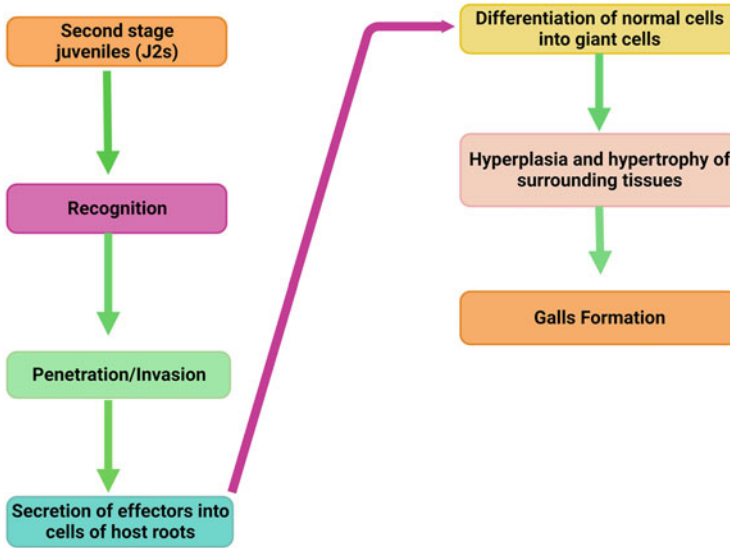 Second stage
juveniles (J2s)
Recognition
Penetration/Invasion
Secretion of effectors into
cells of host roots
Differentiation of normal cells
into giant cells
Hyperplasia and hypertrophy of
surrounding tissues
Galls Formation